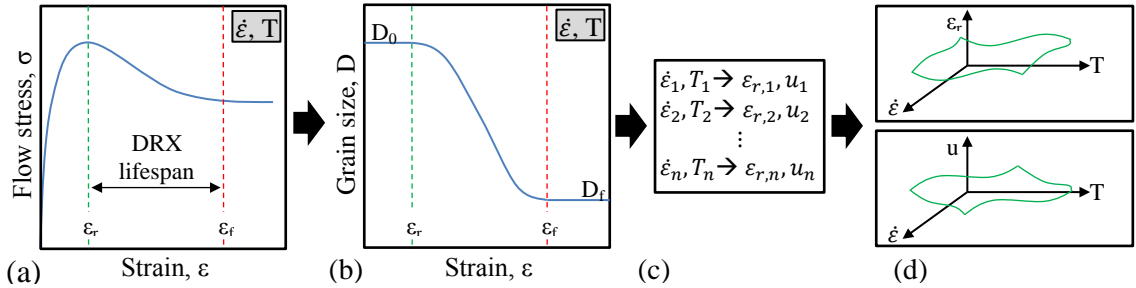 Flow stress, σ
ε̇, T
DRX
lifespan
εr
εf
Strain, ε
(a)
Grain size, D
D0
ε̇, T
Df
εr
εf
Strain, ε
(b)
ε̇1, T1 → εr,1, u1
ε̇2, T2 → εr,2, u2
⋮
ε̇n, Tn → εr,n, un
(c)
εr
T
ε̇
u
T
ε̇
(d)